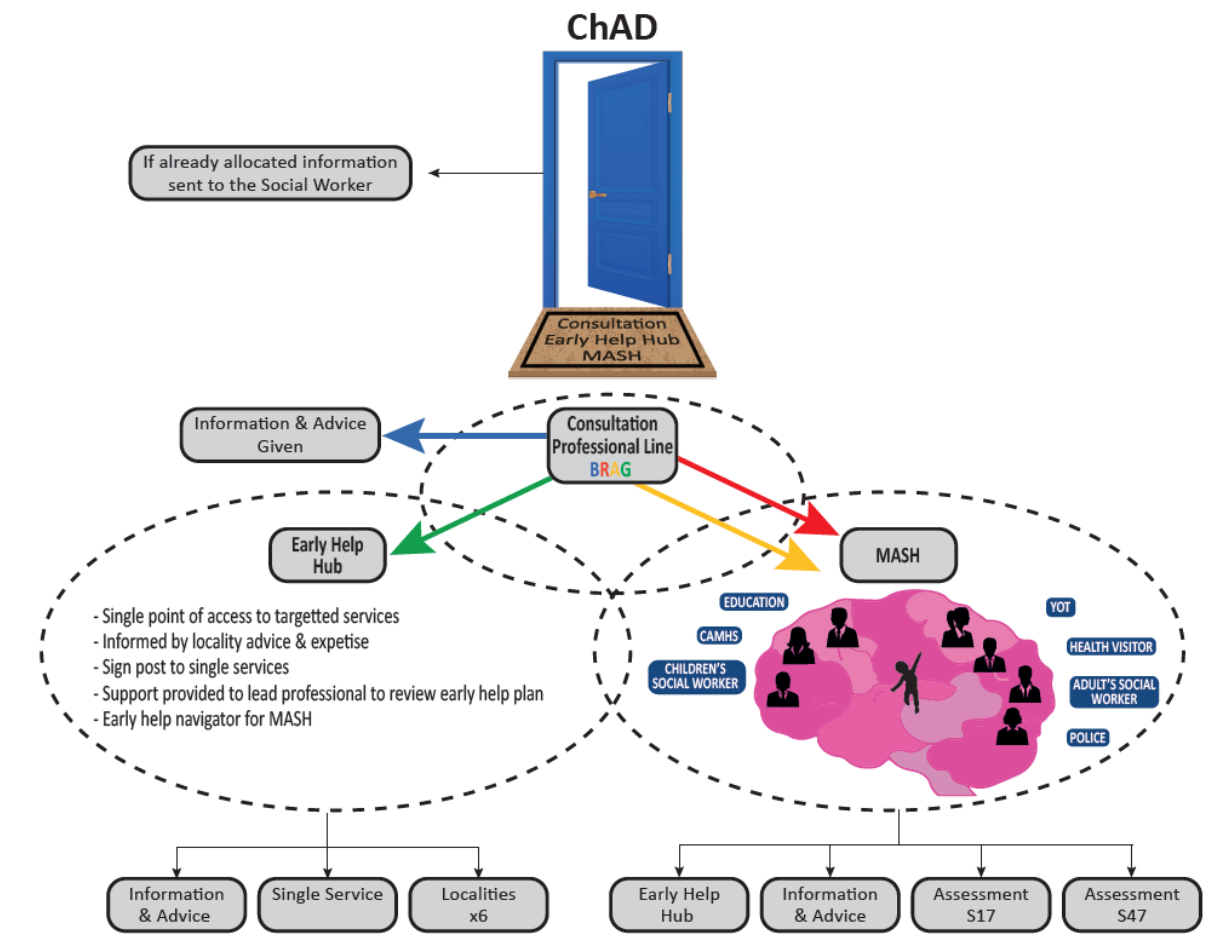 ChAD
If already allocated information
sent to the Social Worker
Consultation
Early Help Hub
MASH
Information & Advice
Given
Consultation
Professional Line
BRAG
Early Help
Hub
MASH
- Single point of access to targetted services
- Informed by locality advice & expetise
- Sign post to single services
- Support provided to lead professional to review early help plan
- Early help navigator for MASH
EDUCATION
CAMHS
CHILDREN'S
SOCIAL WORKER
YOT
HEALTH VISITOR
ADULT'S SOCIAL
WORKER
POLICE
Information
& Advice
Single Service
Localities
x6
Early Help
Hub
Information
& Advice
Assessment
S17
Assessment
S47